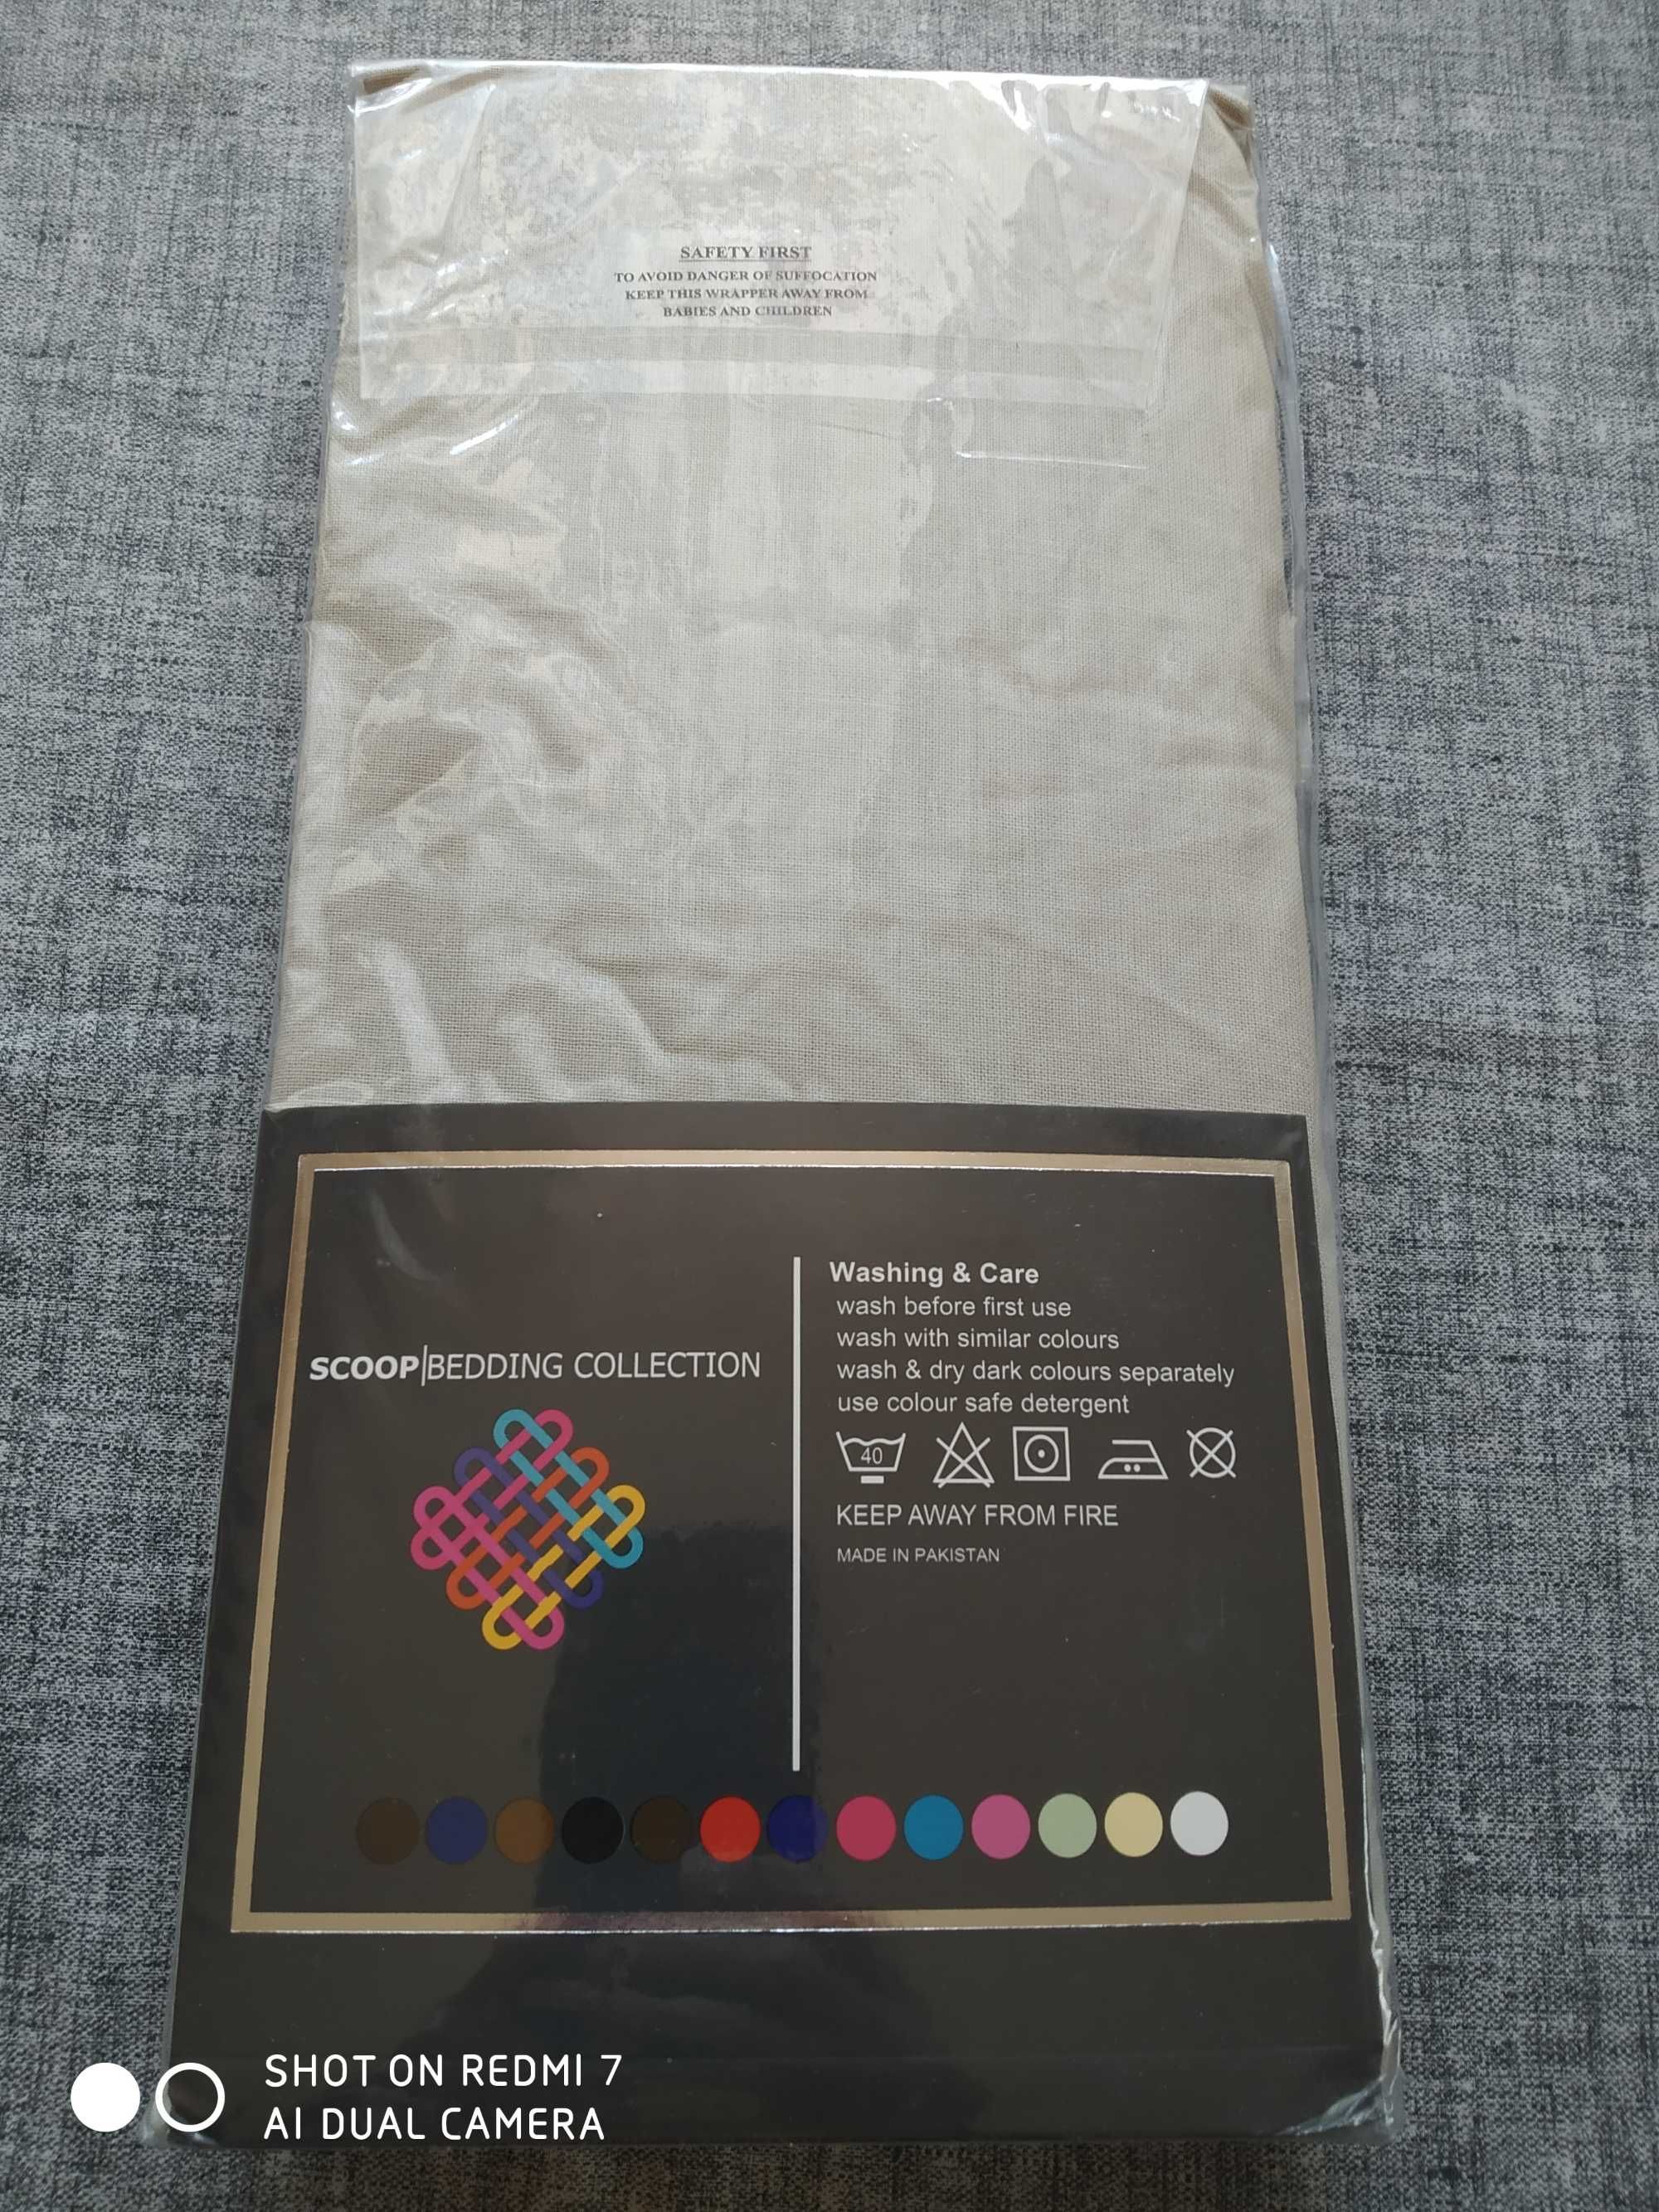 SAFETY FIRST
TO AVOID DANGER OF SUFFOCATION
KEEP THIS WRAPPER AWAY FROM
BABIES AND CHILDREN
SCOOP|BEDDING COLLECTION
Washing & Care
wash before first use
wash with similar colours
wash & dry dark colours separately
use colour safe detergent
40
KEEP AWAY FROM FIRE
MADE IN PAKISTAN
SHOT ON REDMI 7
AI DUAL CAMERA